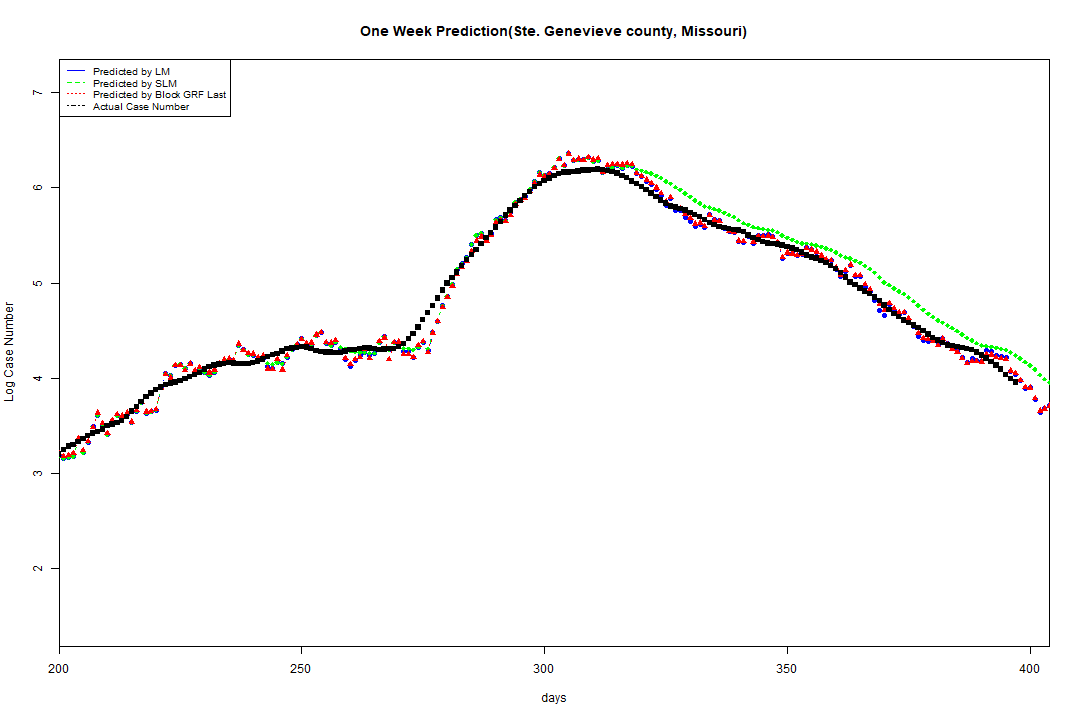 One Week Prediction(Ste. Genevieve county, Missouri)
Predicted by LM
Predicted by SLM
Predicted by Block GRF Last
Actual Case Number
7
6
5
4
3
2
Log Case Number
200 250 300 350 400
days